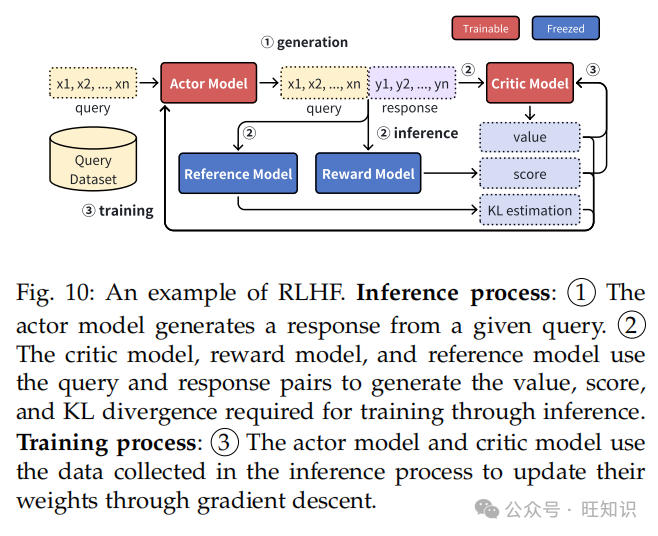 Trainable
Freezed
① generation
x1, x2, ..., xn
Actor Model
x1, x2, ..., xn
y1, y2, ..., yn
②
Critic Model
③
query
query
response
②
② inference
value
Query
Dataset
Reference Model
Reward Model
score
③ training
KL estimation
Fig. 10: An example of RLHF. Inference process: ① The
actor model generates a response from a given query. ②
The critic model, reward model, and reference model use
the query and response pairs to generate the value, score,
and KL divergence required for training through inference.
Training process: ③ The actor model and critic model use
the data collected in the inference process to update their
weights through gradient descent.
公众号 · 旺知识